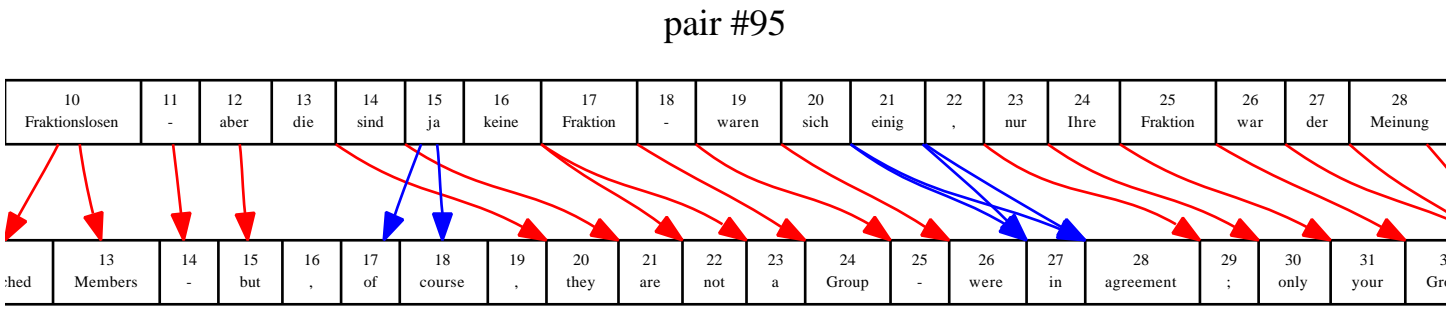 pair #95
10 11 12 13 14 15 16 17 18 19 20 21 22 23 24 25 26 27 28
Fraktionslosen - aber die sind ja keine Fraktion - waren sich einig , nur Ihre Fraktion war der Meinung
13 14 15 16 17 18 19 20 21 22 23 24 25 26 27 28 29 30 31
Members - but , of course , they are not a Group - were in agreement ; only your